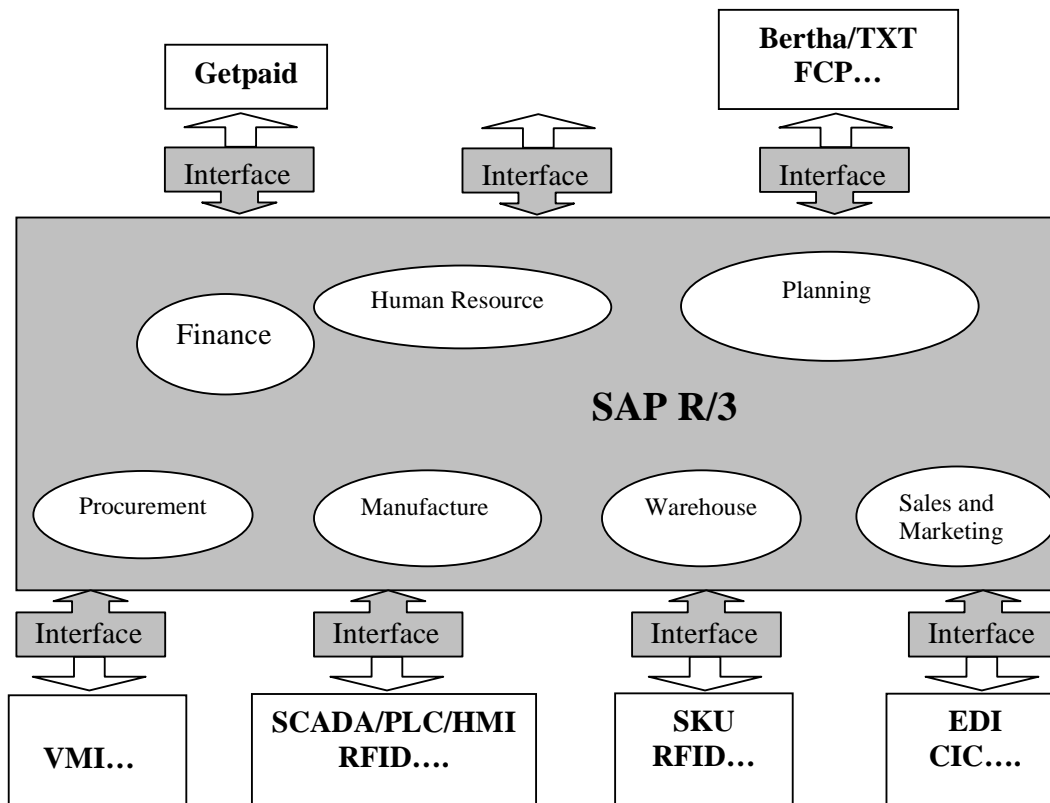 Getpaid
Bertha/TXT
FCP…
Interface
Interface
Interface
Finance
Human Resource
Planning
SAP R/3
Procurement
Manufacture
Warehouse
Sales and
Marketing
Interface
Interface
Interface
Interface
VMI…
SCADA/PLC/HMI
RFID….
SKU
RFID…
EDI
CIC….